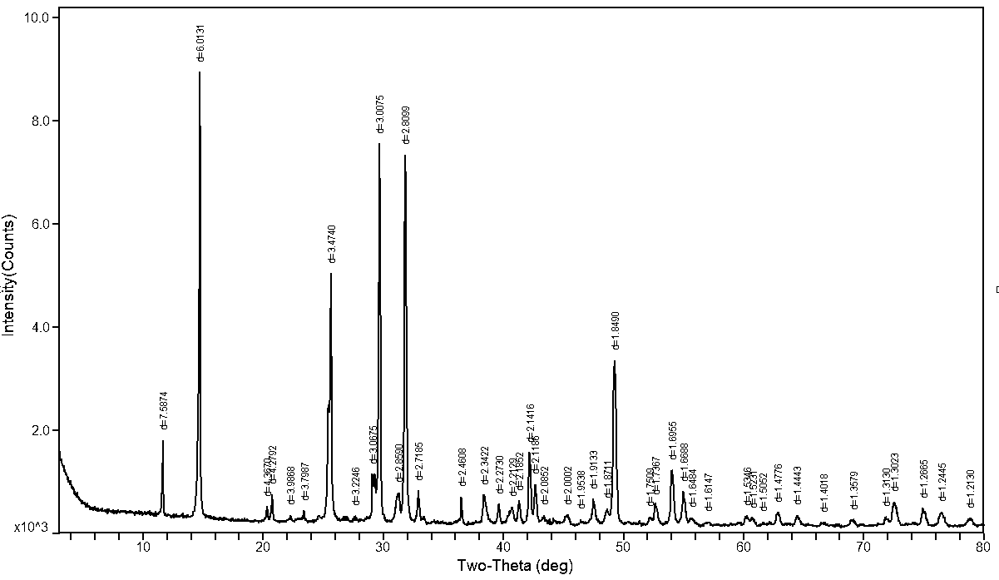 10.0
8.0
6.0
4.0
2.0
x10^3
Intensity(Counts)
d=7.5874
d=6.0131
d=4.3670
d=4.2792
d=3.9868
d=3.7987
d=3.4740
d=3.2246
d=3.0675
d=3.0075
d=2.8590
d=2.8099
d=2.7185
d=2.4608
d=2.3422
d=2.2730
d=2.2129
d=2.1852
d=2.1416
d=2.1186
d=2.0852
d=2.0002
d=1.9538
d=1.9133
d=1.8711
d=1.8490
d=1.7509
d=1.7367
d=1.6955
d=1.6688
d=1.6484
d=1.6147
d=1.5346
d=1.5231
d=1.5052
d=1.4776
d=1.4443
d=1.4018
d=1.3579
d=1.3130
d=1.3023
d=1.2665
d=1.2445
d=1.2130
10 20 30 40 50 60 70 80
Two-Theta (deg)